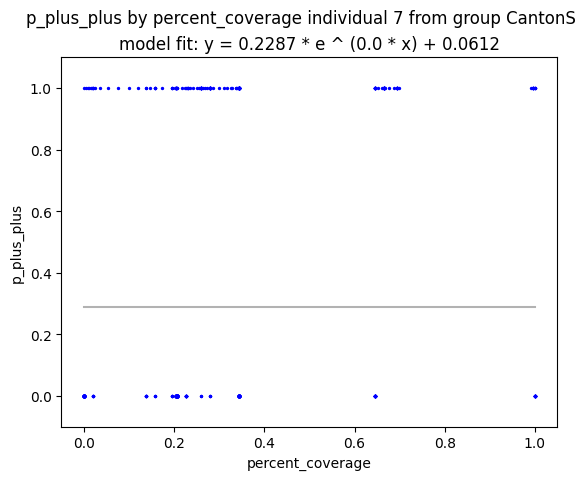 p_plus_plus by percent_coverage individual 7 from group CantonS
model fit: y = 0.2287 * e ^ (0.0 * x) + 0.0612
1.0
0.8
0.6
0.4
0.2
0.0
p_plus_plus
0.0 0.2 0.4 0.6 0.8 1.0
percent_coverage